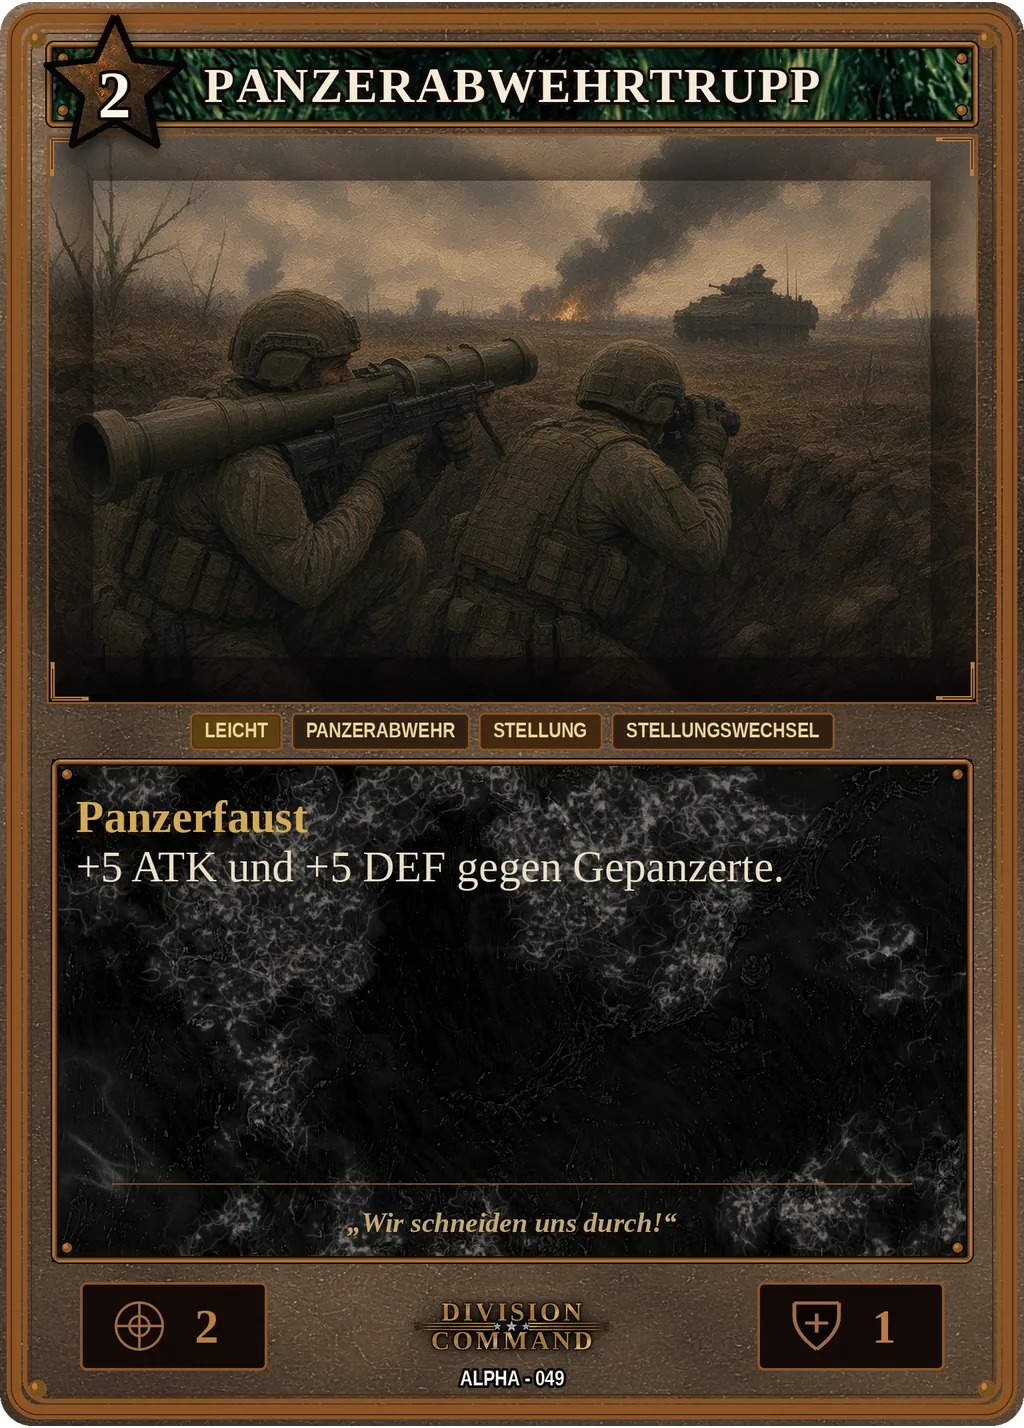 2
PANZERABWEHRTRUPP
LEICHT PANZERABWEHR STELLUNG STELLUNGSWECHSEL
Panzerfaust
+5 ATK und +5 DEF gegen Gepanzerte.
„Wir schneiden uns durch!“
2
DIVISION
COMMAND
1
ALPHA - 049